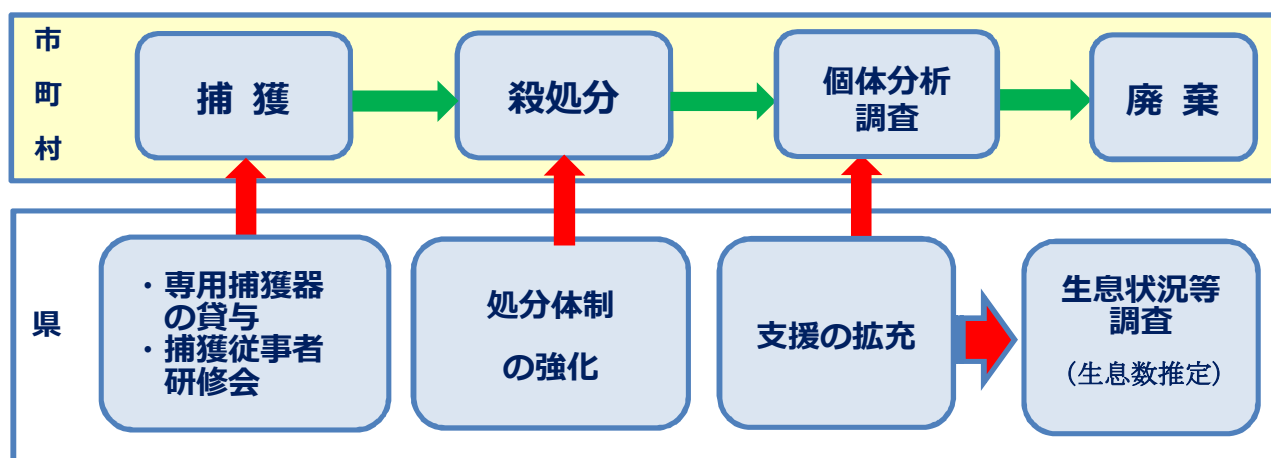 市町村
捕 獲
殺処分
個体分析
調査
廃 棄
県
・専用捕獲器
の貸与
・捕獲従事者
研修会
処分体制
の強化
支援の拡充
生息状況等
調査
（生息数推定）